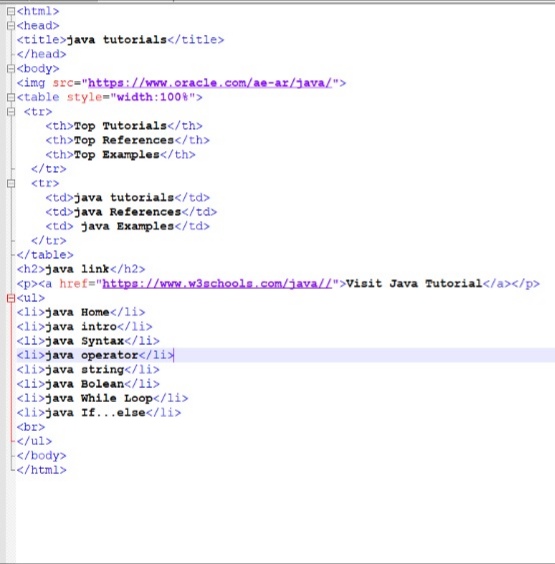 <html>
<head>
<title>java tutorials</title>
</head>
<body>
<img src="https://www.oracle.com/ae-ar/java/">
<table style="width:100%">
<tr>
<th>Top Tutorials</th>
<th>Top References</th>
<th>Top Examples</th>
</tr>
<tr>
<td>java tutorials</td>
<td>java References</td>
<td> java Examples</td>
</tr>
</table>
<h2>java link</h2>
<p><a href="https://www.w3schools.com/java//">Visit Java Tutorial</a></p>
<ul>
<li>java Home</li>
<li>java intro</li>
<li>java Syntax</li>
<li>java operator</li>
<li>java string</li>
<li>java Bolean</li>
<li>java While Loop</li>
<li>java If...else</li>
<br>
</ul>
</body>
</html>